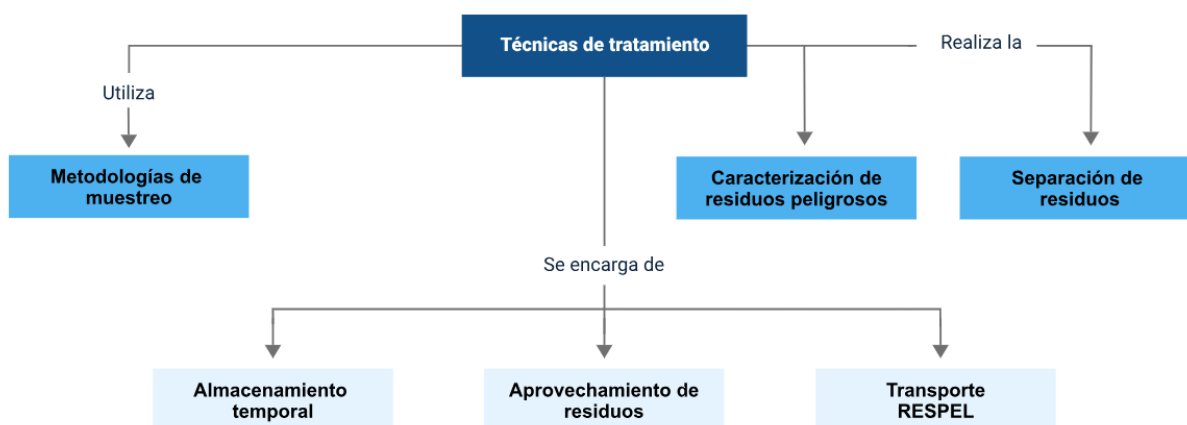 Técnicas de tratamiento
Realiza la
Utiliza
Metodologías de
muestreo
Caracterización de
residuos peligrosos
Separación de
residuos
Se encarga de
Almacenamiento
temporal
Aprovechamiento de
residuos
Transporte
RESPEL